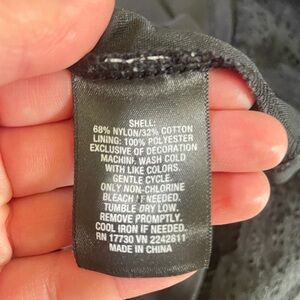 SHELL:
68% NYLON/32% COTTON
LINING: 100% POLYESTER
EXCLUSIVE OF DECORATION
MACHINE WASH COLD
WITH LIKE COLORS.
GENTLE CYCLE.
ONLY NON-CHLORINE
BLEACH IF NEEDED.
TUMBLE DRY LOW.
REMOVE PROMPTLY.
COOL IRON IF NEEDED.
RN 17730 VN 2242811
MADE IN CHINA